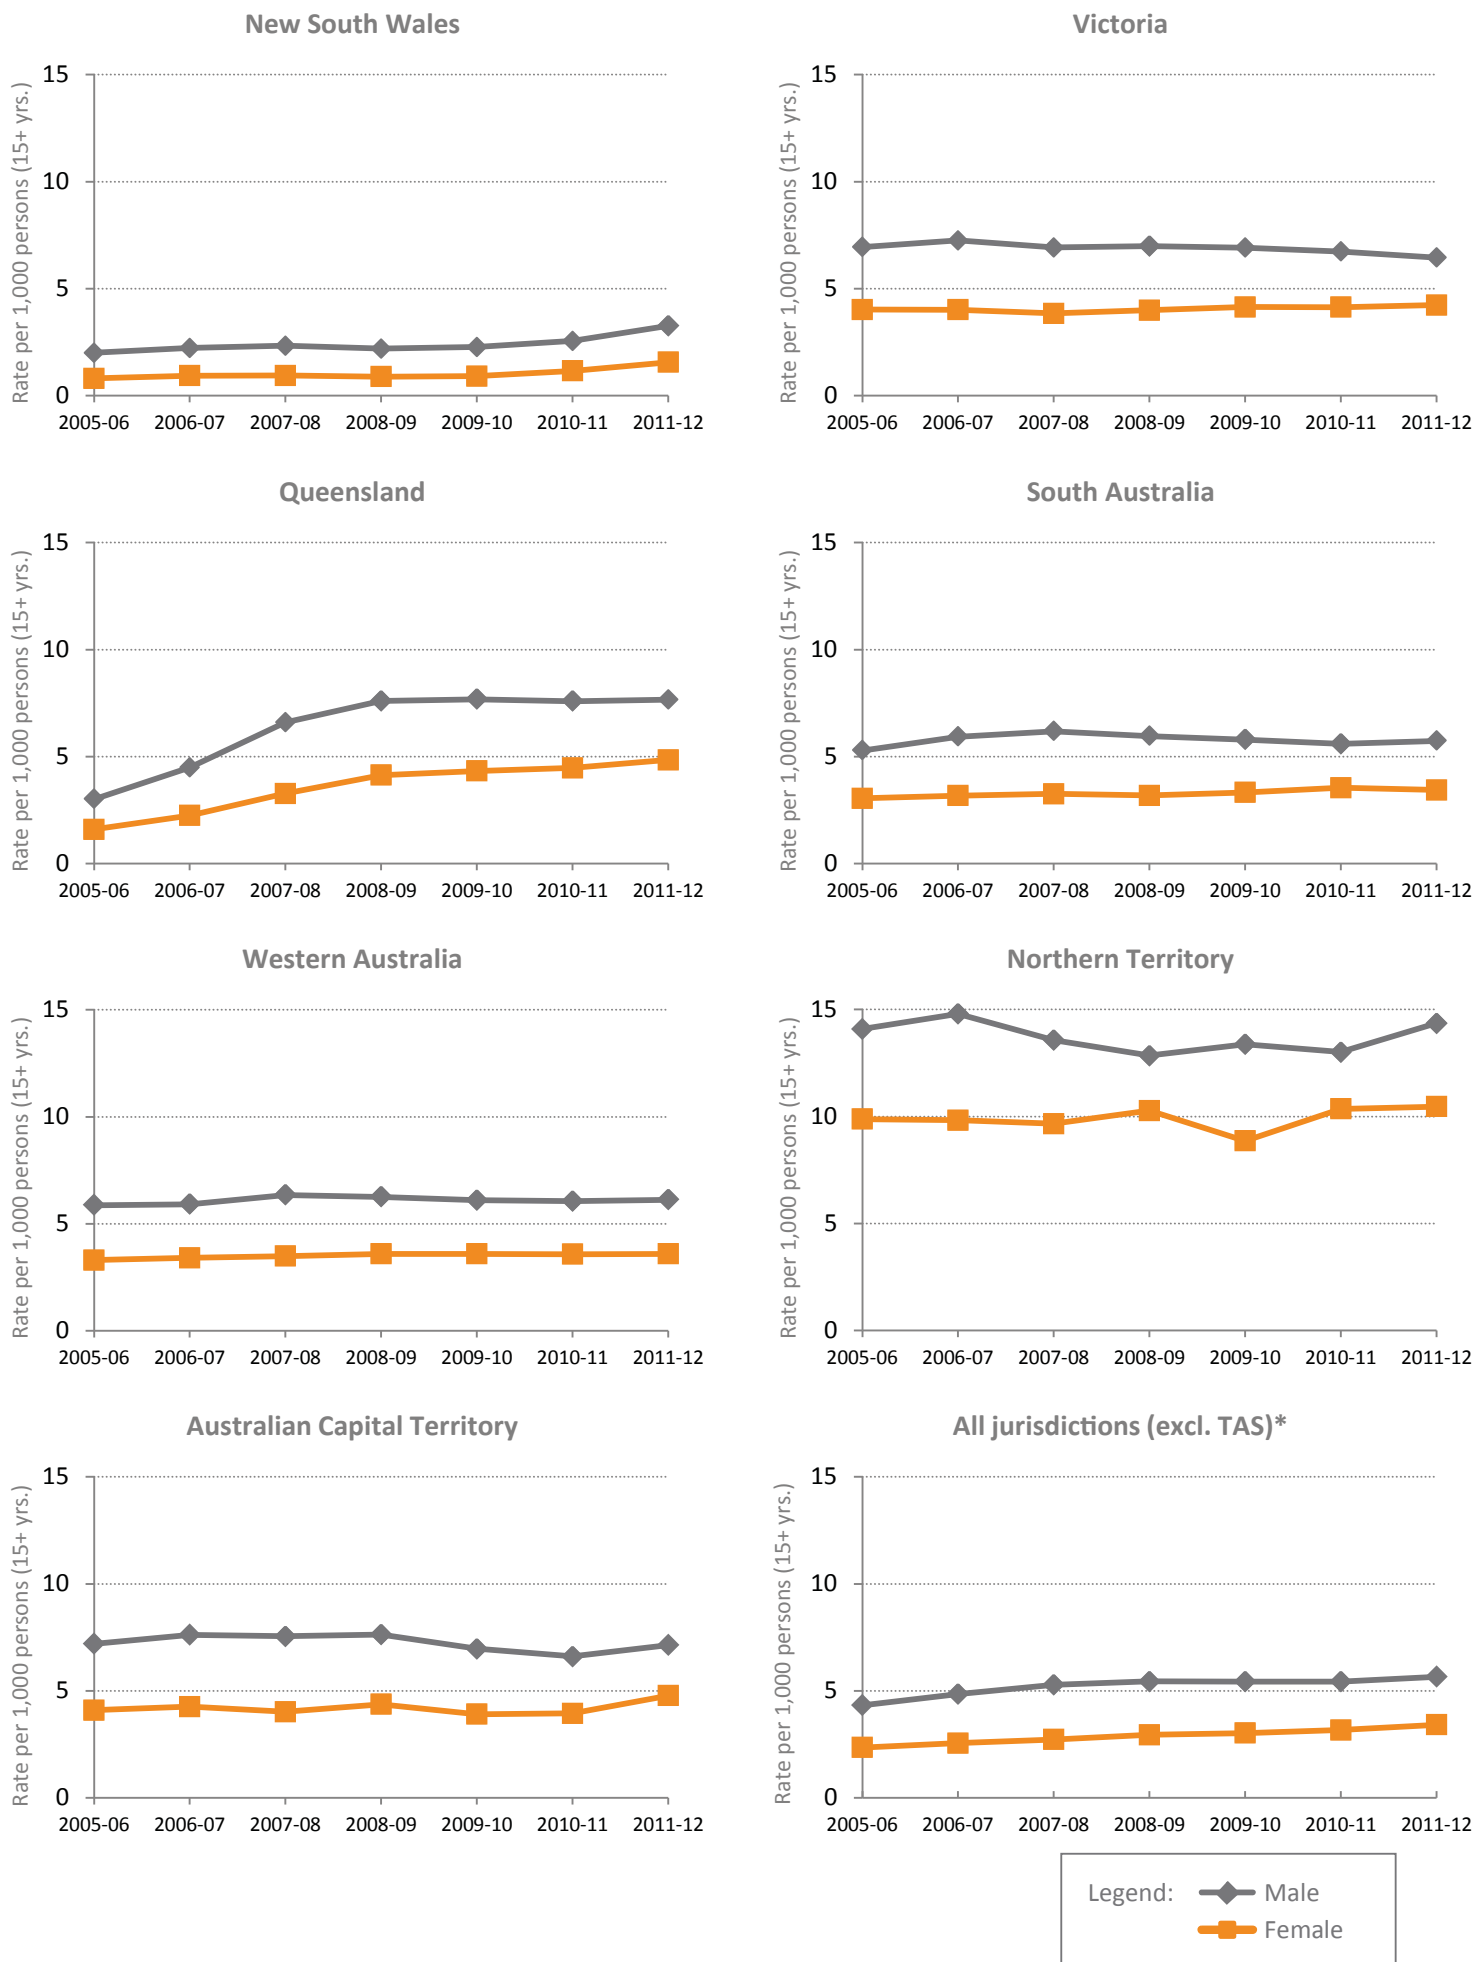 New South Wales
Rate per 1,000 persons (15+ yrs.)
15
10
5
0
2005-06 2006-07 2007-08 2008-09 2009-10 2010-11 2011-12
Victoria
Rate per 1,000 persons (15+ yrs.)
15
10
5
0
2005-06 2006-07 2007-08 2008-09 2009-10 2010-11 2011-12
Queensland
Rate per 1,000 persons (15+ yrs.)
15
10
5
0
2005-06 2006-07 2007-08 2008-09 2009-10 2010-11 2011-12
South Australia
Rate per 1,000 persons (15+ yrs.)
15
10
5
0
2005-06 2006-07 2007-08 2008-09 2009-10 2010-11 2011-12
Western Australia
Rate per 1,000 persons (15+ yrs.)
15
10
5
0
2005-06 2006-07 2007-08 2008-09 2009-10 2010-11 2011-12
Northern Territory
Rate per 1,000 persons (15+ yrs.)
15
10
5
0
2005-06 2006-07 2007-08 2008-09 2009-10 2010-11 2011-12
Australian Capital Territory
Rate per 1,000 persons (15+ yrs.)
15
10
5
0
2005-06 2006-07 2007-08 2008-09 2009-10 2010-11 2011-12
All jurisdictions (excl. TAS)*
Rate per 1,000 persons (15+ yrs.)
15
10
5
0
2005-06 2006-07 2007-08 2008-09 2009-10 2010-11 2011-12
Legend: Male
Female